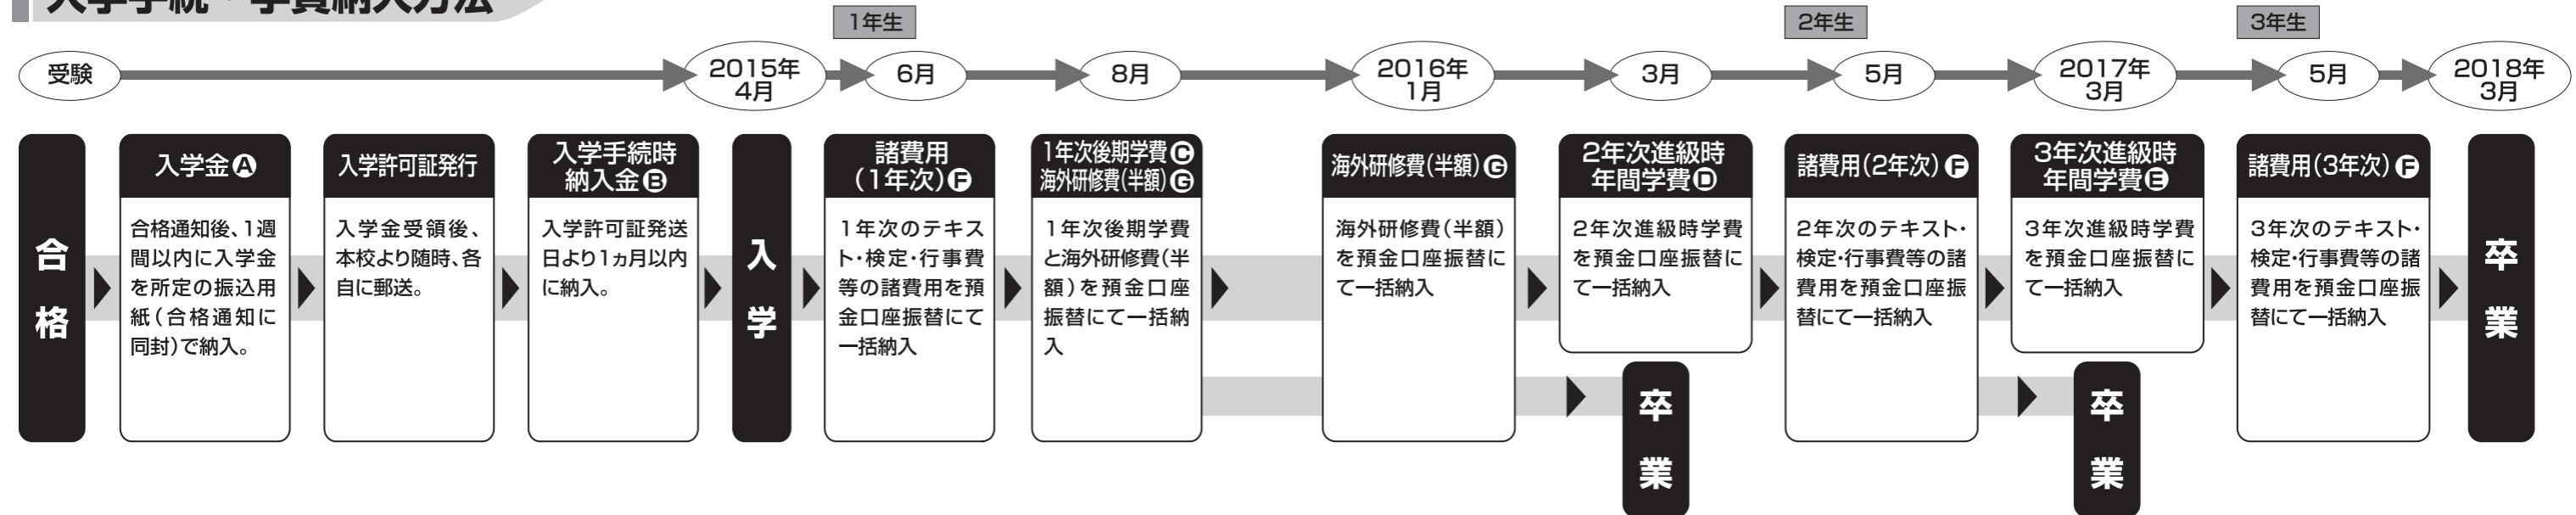 入学手続・学費納入方法
1年生
2年生
3年生
受験
2015年
4月
6月
8月
2016年
1月
3月
5月
2017年
3月
5月
2018年
3月
合格
入学金A
合格通知後、1週
間以内に入学金
を所定の振込用
紙(合格通知に
同封)で納入。
入学許可証発行
入学金受領後、
本校より随時、各
自に郵送。
入学手続時
納入金B
入学許可証発送
日より1ヵ月以内
に納入。
入学
諸費用
(1年次)F
1年次のテキス
ト・検定・行事費
等の諸費用を預
金口座振替にて
一括納入
1年次後期学費C
海外研修費(半額)G
1年次後期学費
と海外研修費(半
額)を預金口座
振替にて一括納
入
海外研修費(半額)G
海外研修費(半額)
を預金口座振替に
て一括納入
2年次進級時
年間学費D
2年次進級時学費
を預金口座振替に
て一括納入
卒業
諸費用(2年次)F
2年次のテキスト・
検定・行事費等の諸
費用を預金口座振
替にて一括納入
3年次進級時
年間学費E
3年次進級時学費
を預金口座振替に
て一括納入
卒業
諸費用(3年次)F
3年次のテキスト・
検定・行事費等の諸
費用を預金口座振
替にて一括納入
卒業